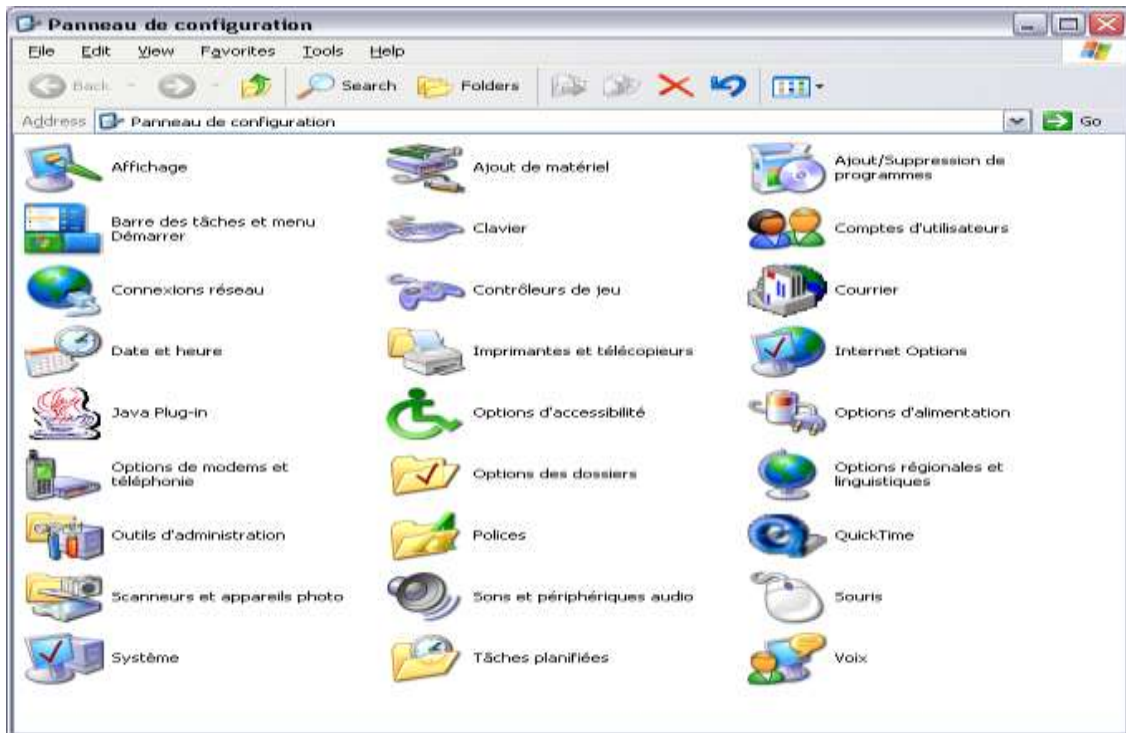 Panneau de configuration
File Edit View Favorites Tools Help
Back Search Folders
Address Panneau de configuration Go
Affichage
Ajout de matériel
Ajout/Suppression de
programmes
Barre des tâches et menu
Démarrer
Clavier
Comptes d'utilisateurs
Connexions réseau
Contrôleurs de jeu
Courrier
Date et heure
Imprimantes et télécopieurs
Internet Options
Java Plug-in
Options d'accessibilité
Options d'alimentation
Options de modems et
téléphonie
Options des dossiers
Options régionales et
linguistiques
Outils d'administration
Polices
QuickTime
Scanneurs et appareils photo
Sons et périphériques audio
Souris
Système
Tâches planifiées
Voix